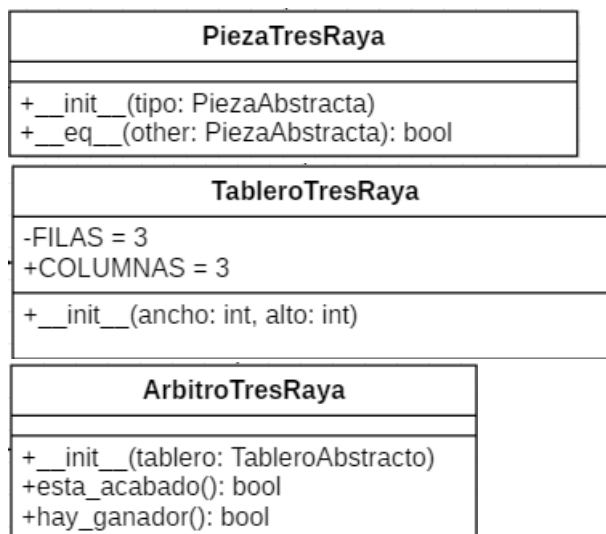 PiezaTresRaya
+__init__(tipo: PiezaAbstracta)
+__eq__(other: PiezaAbstracta): bool
TableroTresRaya
-FILAS = 3
+COLUMNAS = 3
+__init__(ancho: int, alto: int)
ArbitroTresRaya
+__init__(tablero: TableroAbstracto)
+esta_acabado(): bool
+hay_ganador(): bool